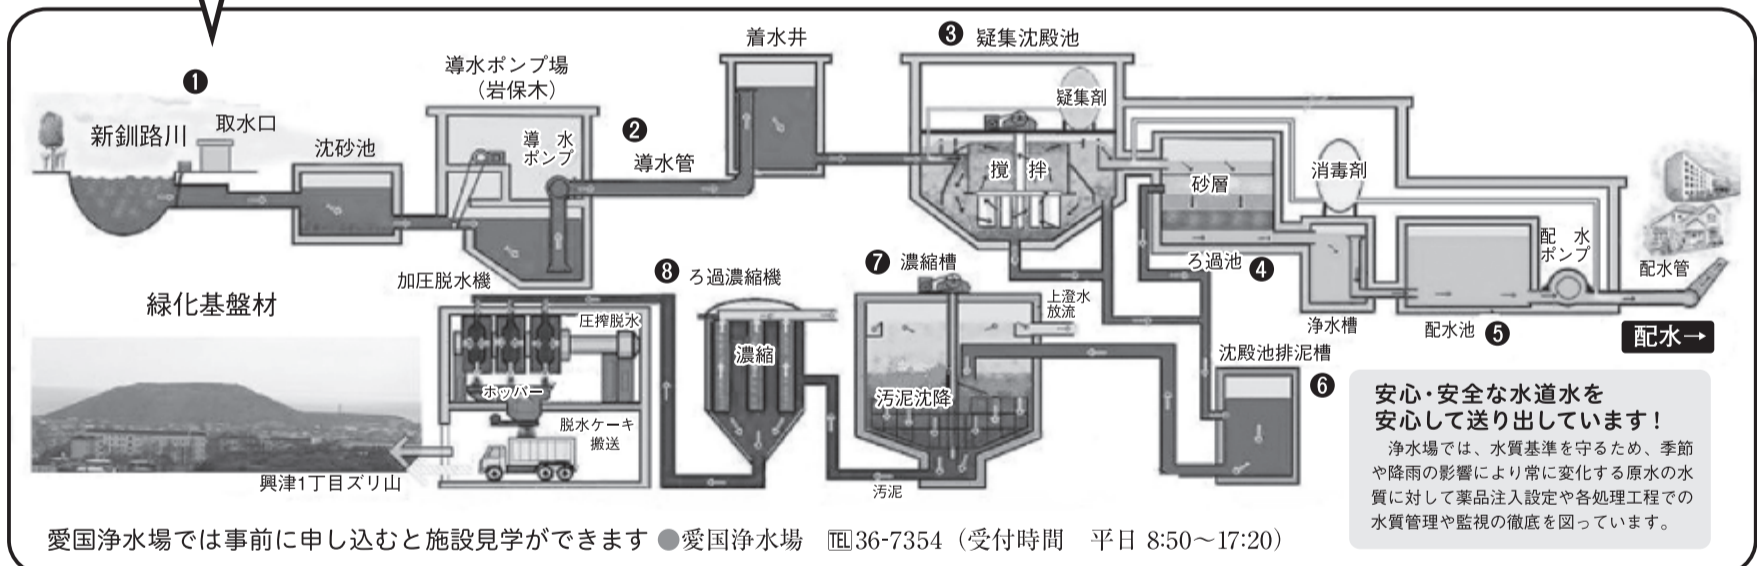 ❶
新釧路川
取水口
沈砂池
導水ポンプ場
（岩保木）
導　水
ポンプ
❷
導水管
着水井
❸ 疑集沈殿池
疑集剤
撹　拌
砂層
ろ過池 ❹
消毒剤
浄水槽
配水池 ❺
配　水
ポンプ
配水管
配水→
沈殿池排泥槽
❻
❼ 濃縮槽
上澄水
放流
汚泥沈降
汚泥
❽ ろ過濃縮機
濃縮
加圧脱水機
圧搾脱水
ホッパー
脱水ケーキ
搬送
緑化基盤材
興津1丁目ズリ山
安心・安全な水道水を
安心して送り出しています！
　浄水場では、水質基準を守るため、季節
や降雨の影響により常に変化する原水の水
質に対して薬品注入設定や各処理工程での
水質管理や監視の徹底を図っています。
愛国浄水場では事前に申し込むと施設見学ができます ●愛国浄水場　℡36-7354（受付時間　平日 8:50〜17:20）